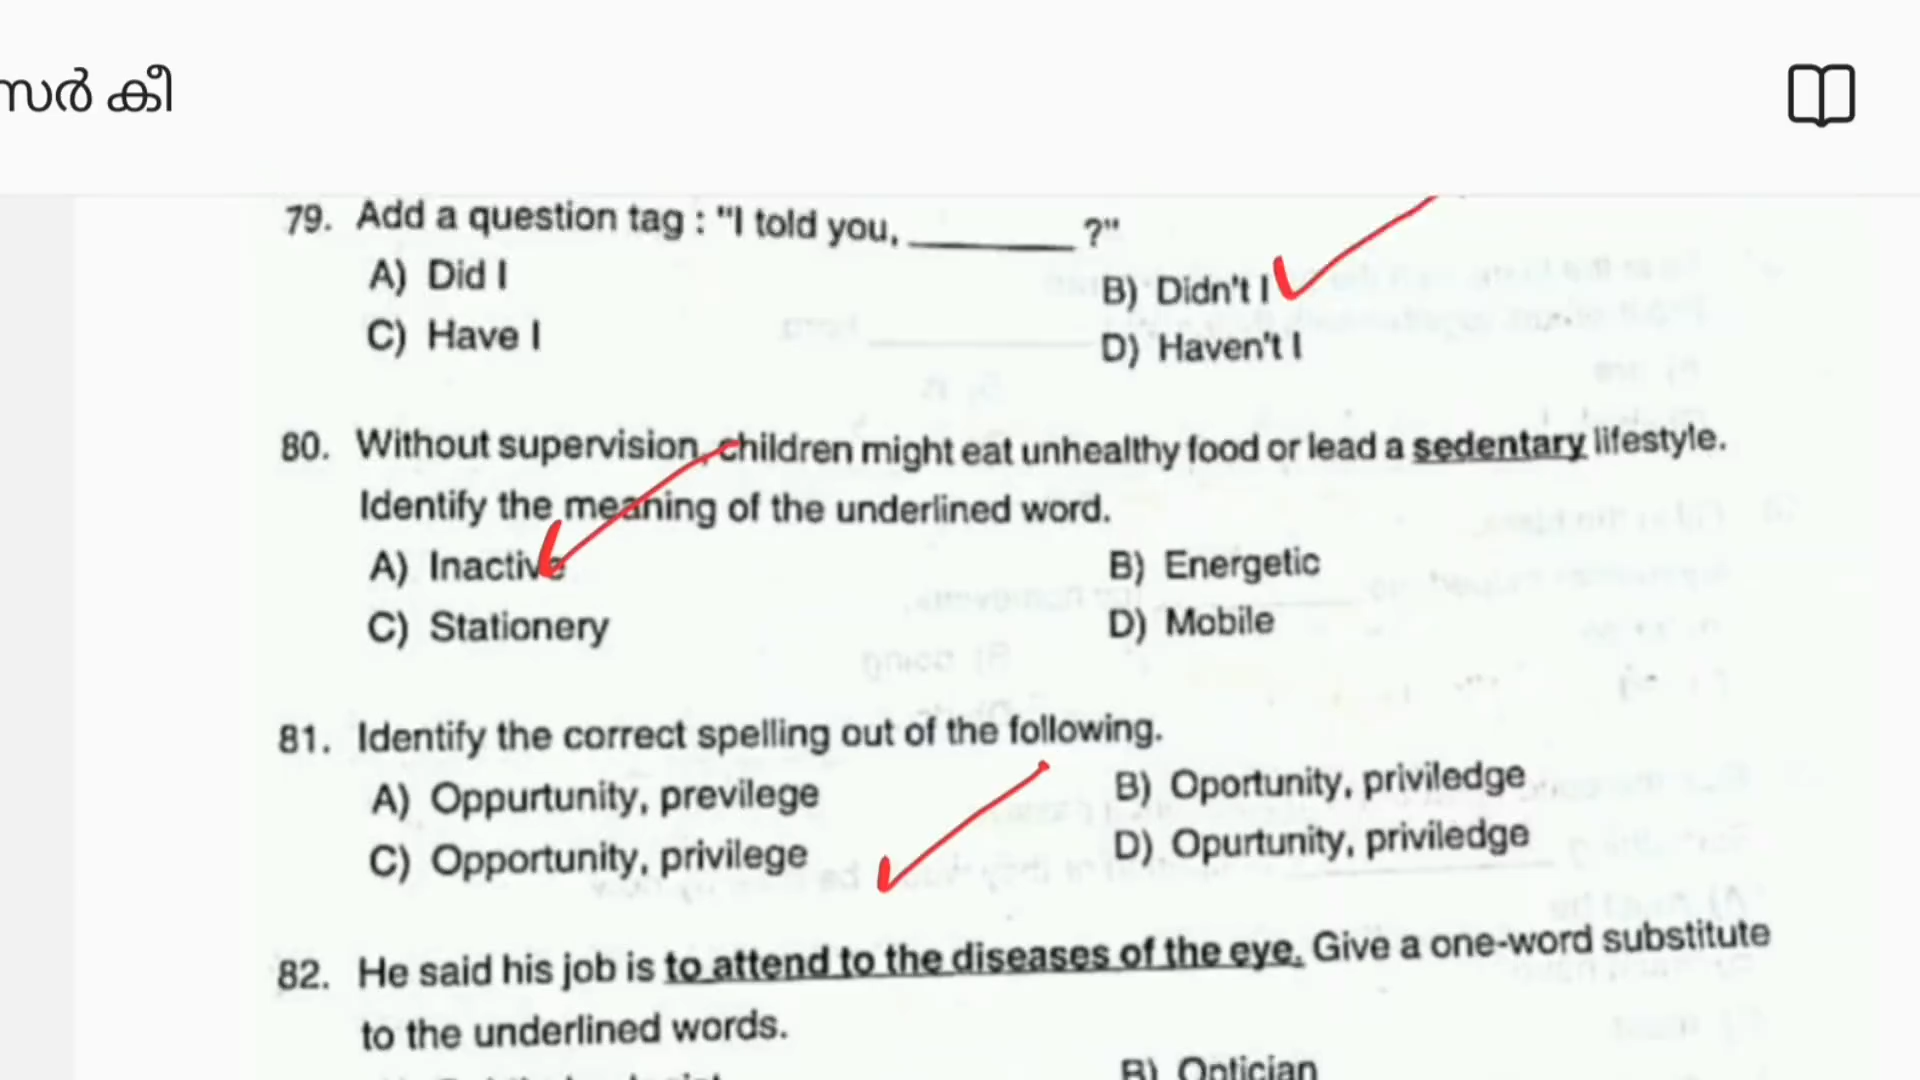 സർ കീ
79. Add a question tag : "I told you, ________ ?"
A) Did I
B) Didn't I
C) Have I
D) Haven't I
80. Without supervision, children might eat unhealthy food or lead a sedentary lifestyle.
Identify the meaning of the underlined word.
A) Inactive
B) Energetic
C) Stationery
D) Mobile
81. Identify the correct spelling out of the following.
A) Oppurtunity, previlege
B) Oportunity, priviledge
C) Opportunity, privilege
D) Opurtunity, priviledge
82. He said his job is to attend to the diseases of the eye. Give a one-word substitute
to the underlined words.
B) Optician